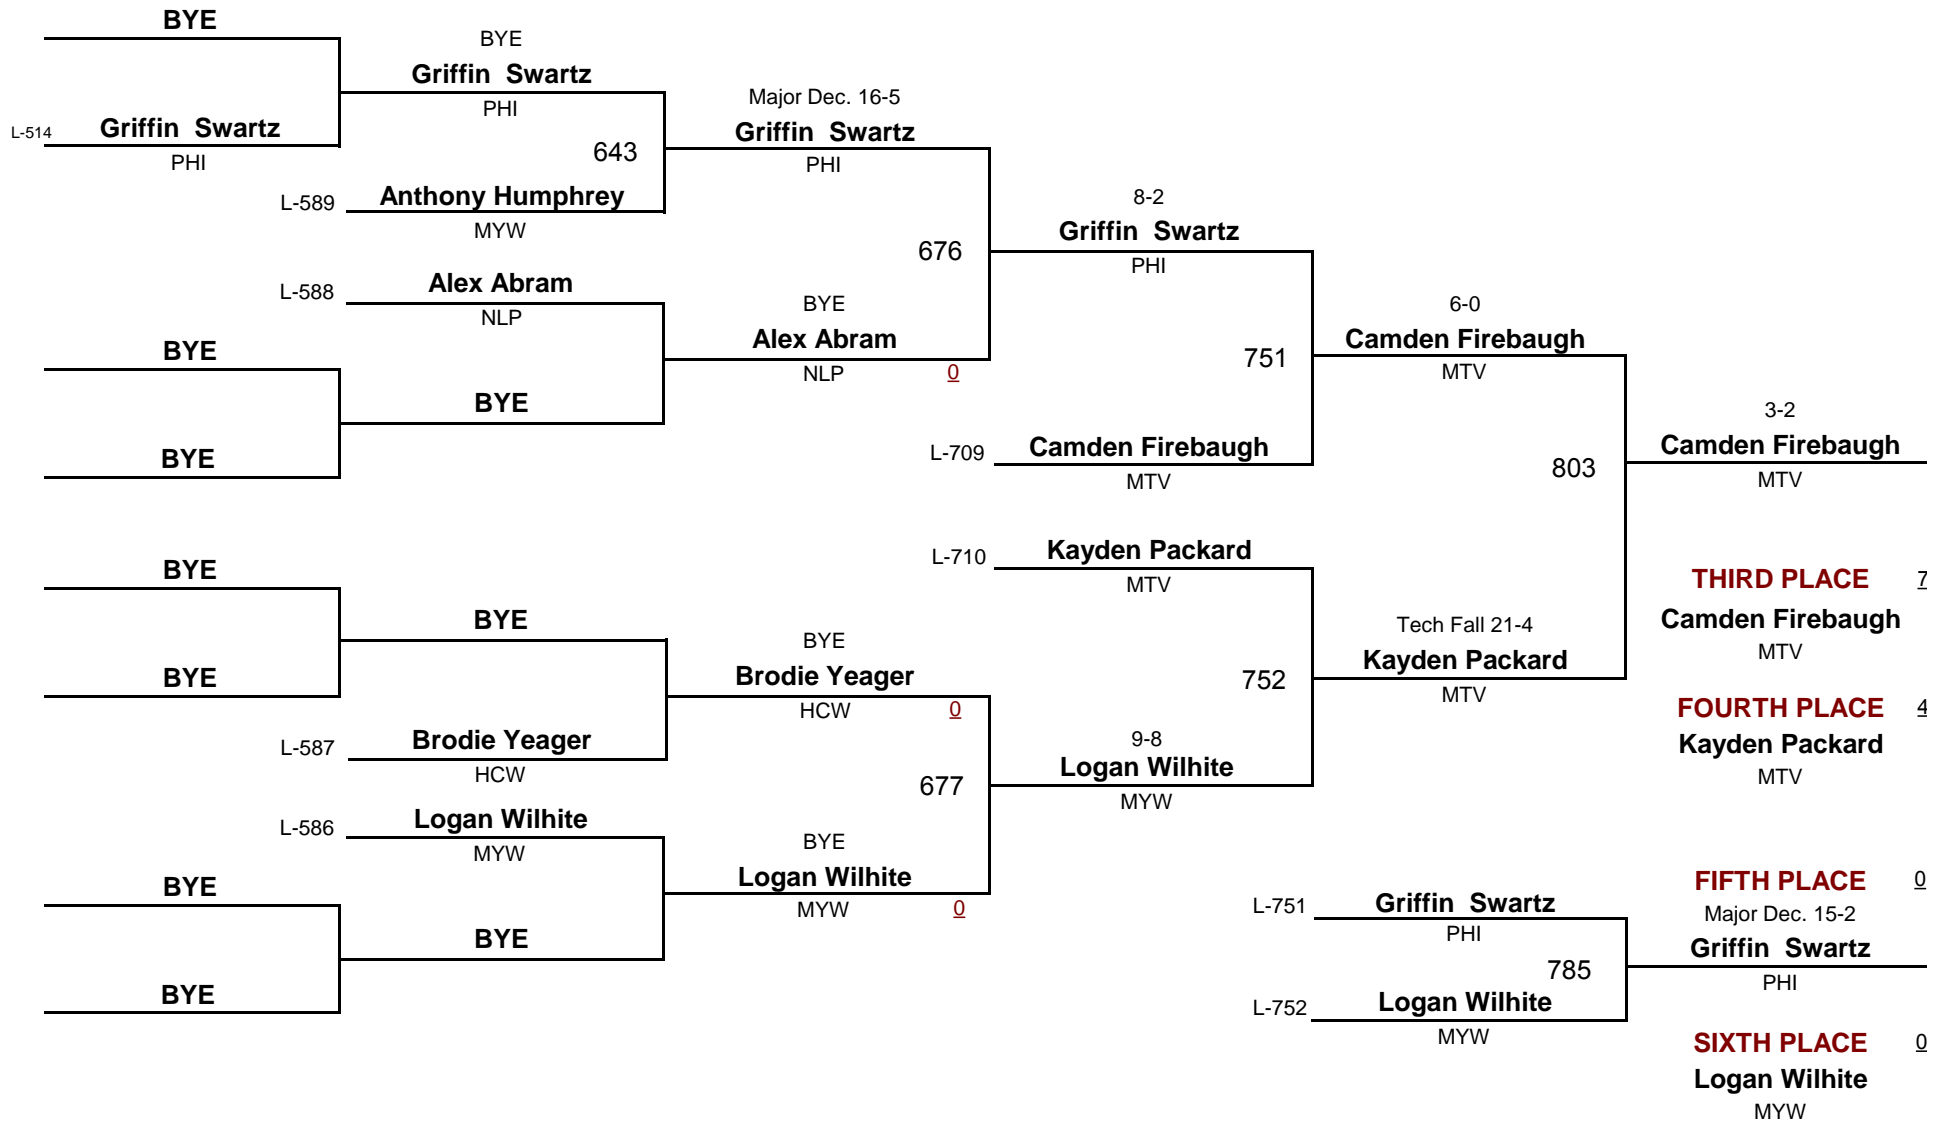 BYE
L-514 Griffin Swartz
PHI
BYE
BYE
BYE
BYE
BYE
BYE
BYE
Griffin Swartz
PHI
643
L-589 Anthony Humphrey
MYW
L-588 Alex Abram
NLP
BYE
BYE
L-587 Brodie Yeager
HCW
L-586 Logan Wilhite
MYW
BYE
Major Dec. 16-5
Griffin Swartz
PHI
676
BYE
Alex Abram
NLP 0
BYE
Brodie Yeager
HCW 0
677
BYE
Logan Wilhite
MYW 0
8-2
Griffin Swartz
PHI
751
L-709 Camden Firebaugh
MTV
L-710 Kayden Packard
MTV
752
9-8
Logan Wilhite
MYW
6-0
Camden Firebaugh
MTV
803
Tech Fall 21-4
Kayden Packard
MTV
3-2
Camden Firebaugh
MTV
THIRD PLACE 7
Camden Firebaugh
MTV
FOURTH PLACE 4
Kayden Packard
MTV
L-751 Griffin Swartz
PHI
785
L-752 Logan Wilhite
MYW
FIFTH PLACE 0
Major Dec. 15-2
Griffin Swartz
PHI
SIXTH PLACE 0
Logan Wilhite
MYW